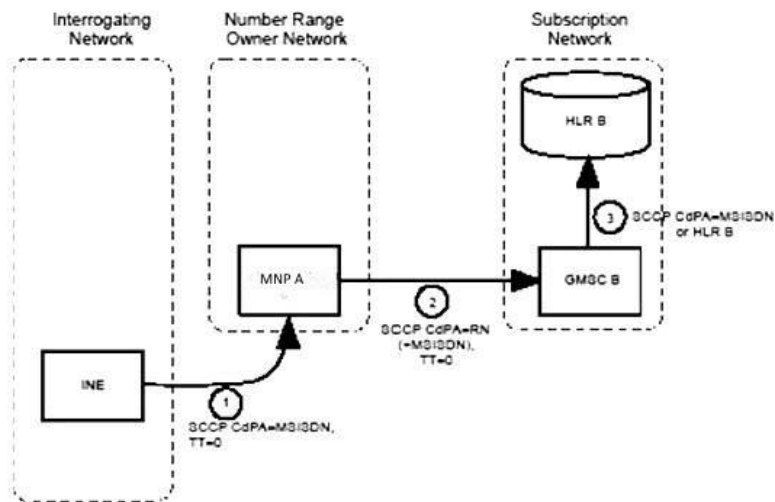 Interrogating
Network
Number Range
Owner Network
Subscription
Network
HLR B
3
SCCP CdPA=MSISDN
or HLR B
MNP A
GMSC B
2
SCCP CdPA=RN
(+MSISDN),
TT=0
INE
1
SCCP CdPA=MSISDN,
TT=0